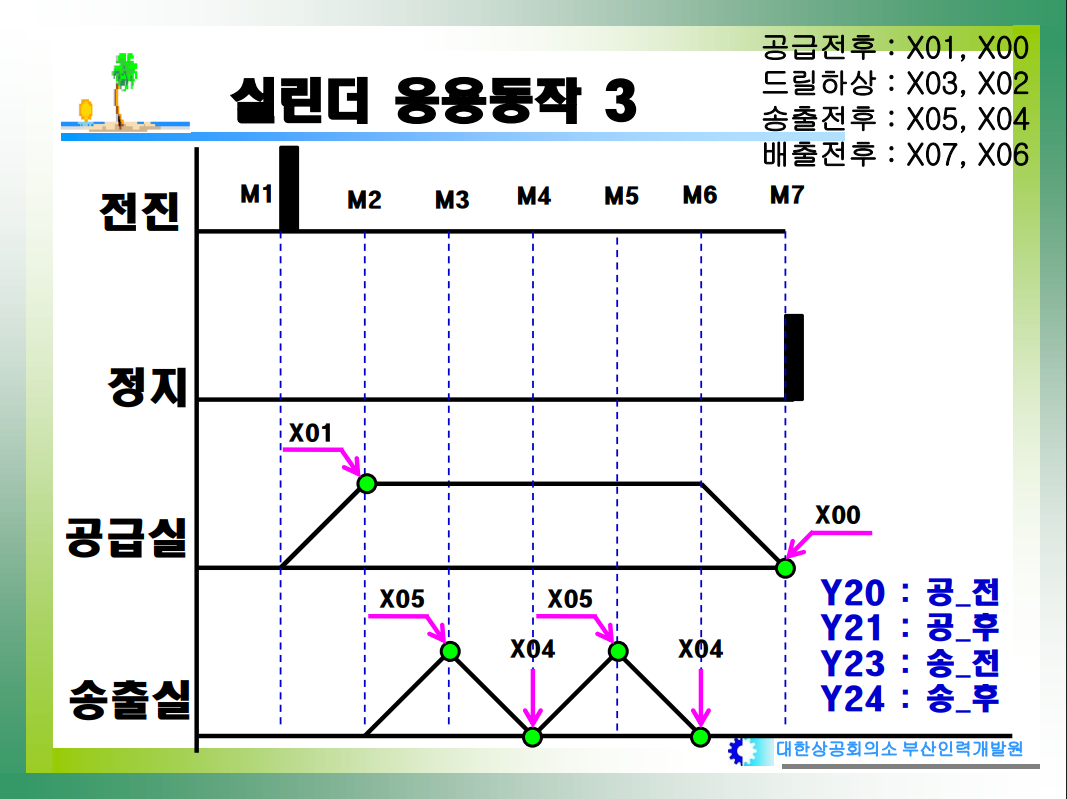 공급전후 : X01, X00
드릴하상 : X03, X02
송출전후 : X05, X04
배출전후 : X07, X06
실린더 응용동작 3
전진
M1
M2
M3
M4
M5
M6
M7
정지
X01
공급실
X00
X05
X05
X04
X04
송출실
Y20 : 공_전
Y21 : 공_후
Y23 : 송_전
Y24 : 송_후
대한상공회의소 부산인력개발원